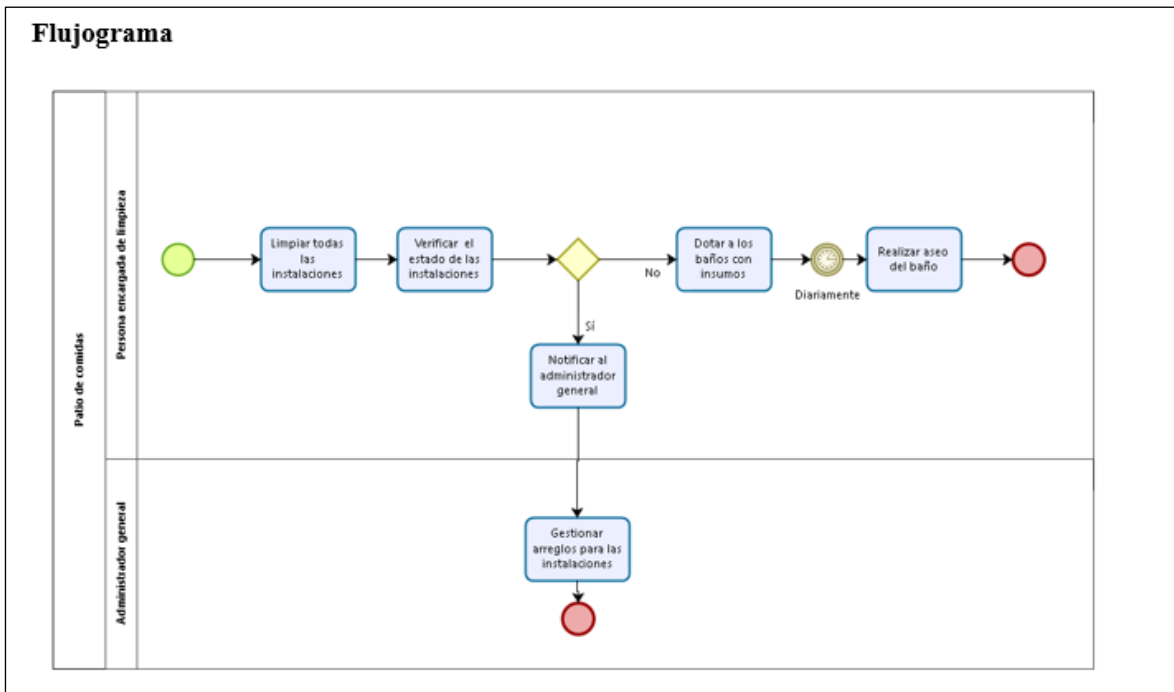 Flujograma
Patio de comidas
Persona encargada de limpieza
Limpiar todas
las
instalaciones
Verificar el
estado de las
instalaciones
No
Dotar a los
baños con
insumos
Diariamente
Realizar aseo
del baño
Sí
Notificar al
administrador
general
Administrador general
Gestionar
arreglos para las
instalaciones